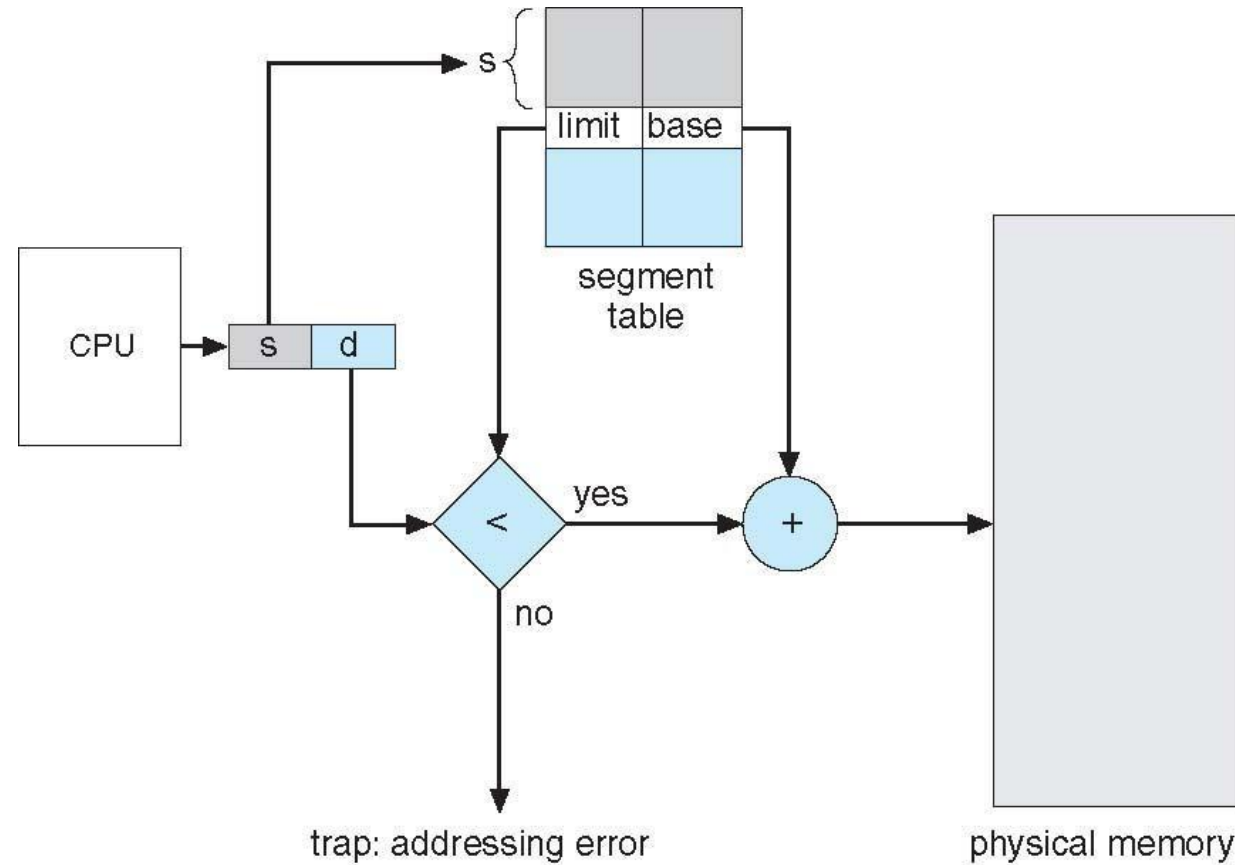 s
limit base
segment
table
CPU
s d
< yes +
no
trap: addressing error
physical memory